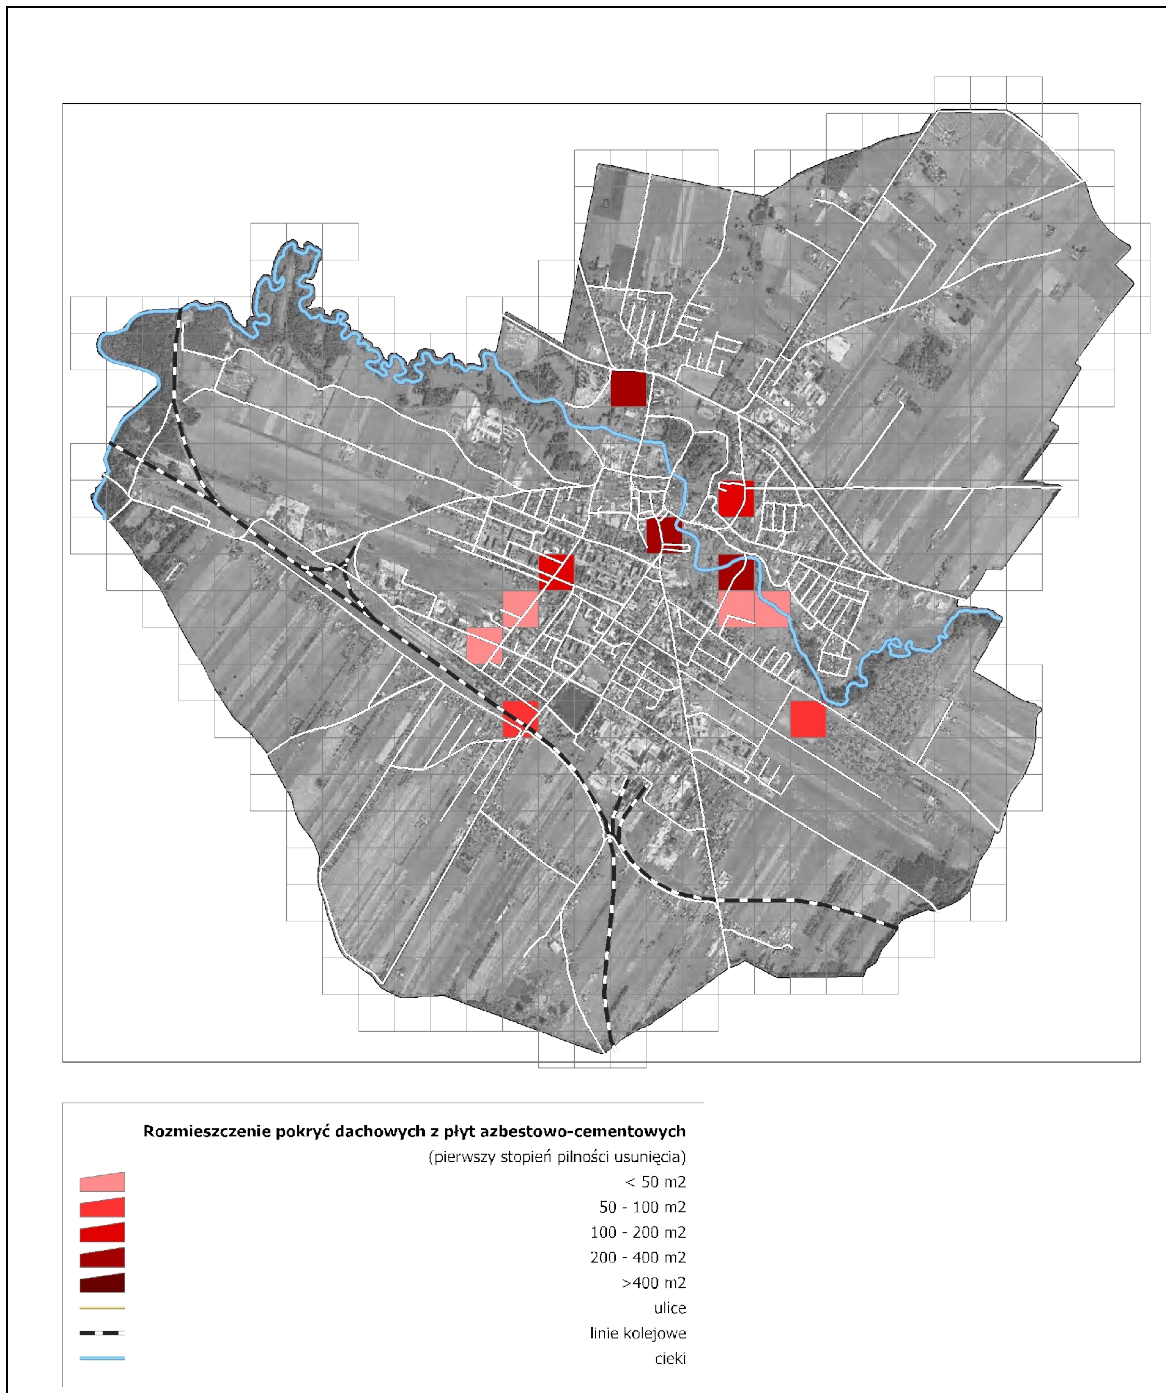 Rozmieszczenie pokryć dachowych z płyt azbestowo-cementowych
(pierwszy stopień pilności usunięcia)
< 50 m2
50 - 100 m2
100 - 200 m2
200 - 400 m2
>400 m2
ulice
linie kolejowe
cieki